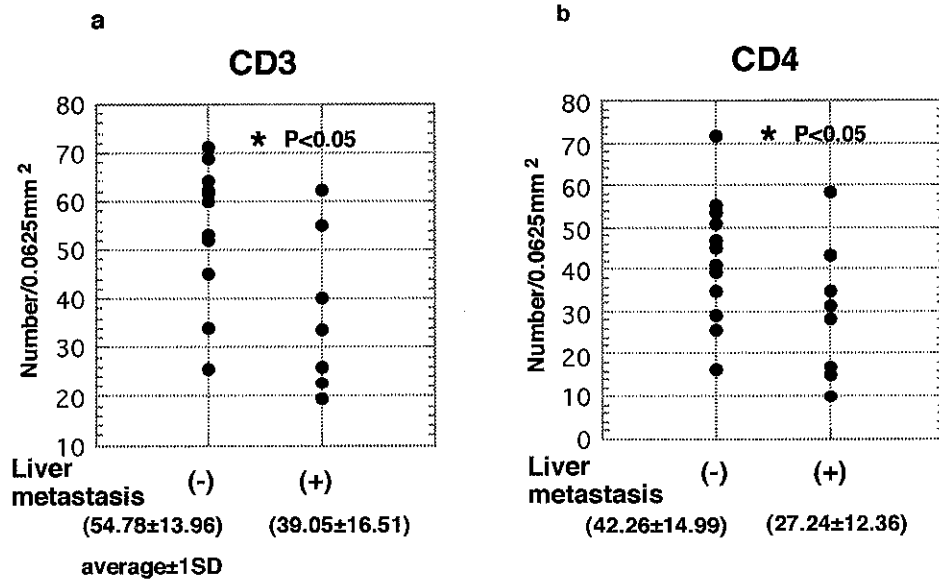 a
CD3
80
70
60
50
40
30
20
10
Number/0.0625mm²
* P<0.05
Liver metastasis
(-) (+)
(54.78±13.96) (39.05±16.51)
average±1SD
b
CD4
80
70
60
50
40
30
20
10
0
Number/0.0625mm²
* P<0.05
(-) (+)
(42.26±14.99) (27.24±12.36)